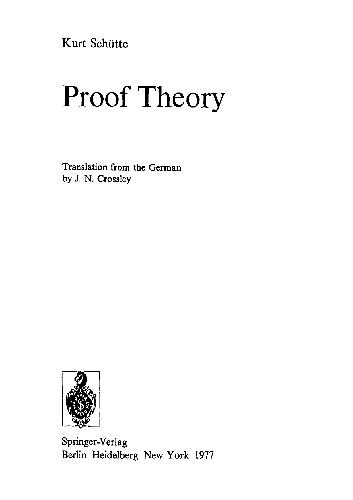 Kurt Schütte
Proof Theory
Translation from the German
by J. N. Crossley
Springer-Verlag
Berlin Heidelberg New York 1977